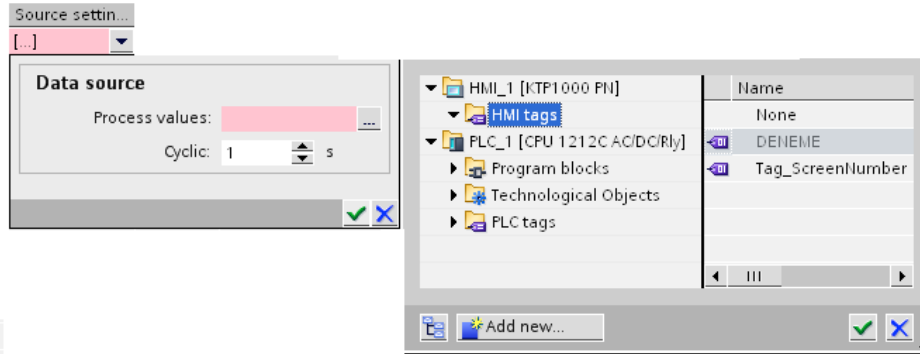 Source settin...
[...]
Data source
Process values:
...
Cyclic: 1 s
HMI_1 [KTP1000 PN]
HMI tags
PLC_1 [CPU 1212C AC/DC/Rly]
Program blocks
Technological Objects
PLC tags
Name
None
DENEME
Tag_ScreenNumber
Add new...